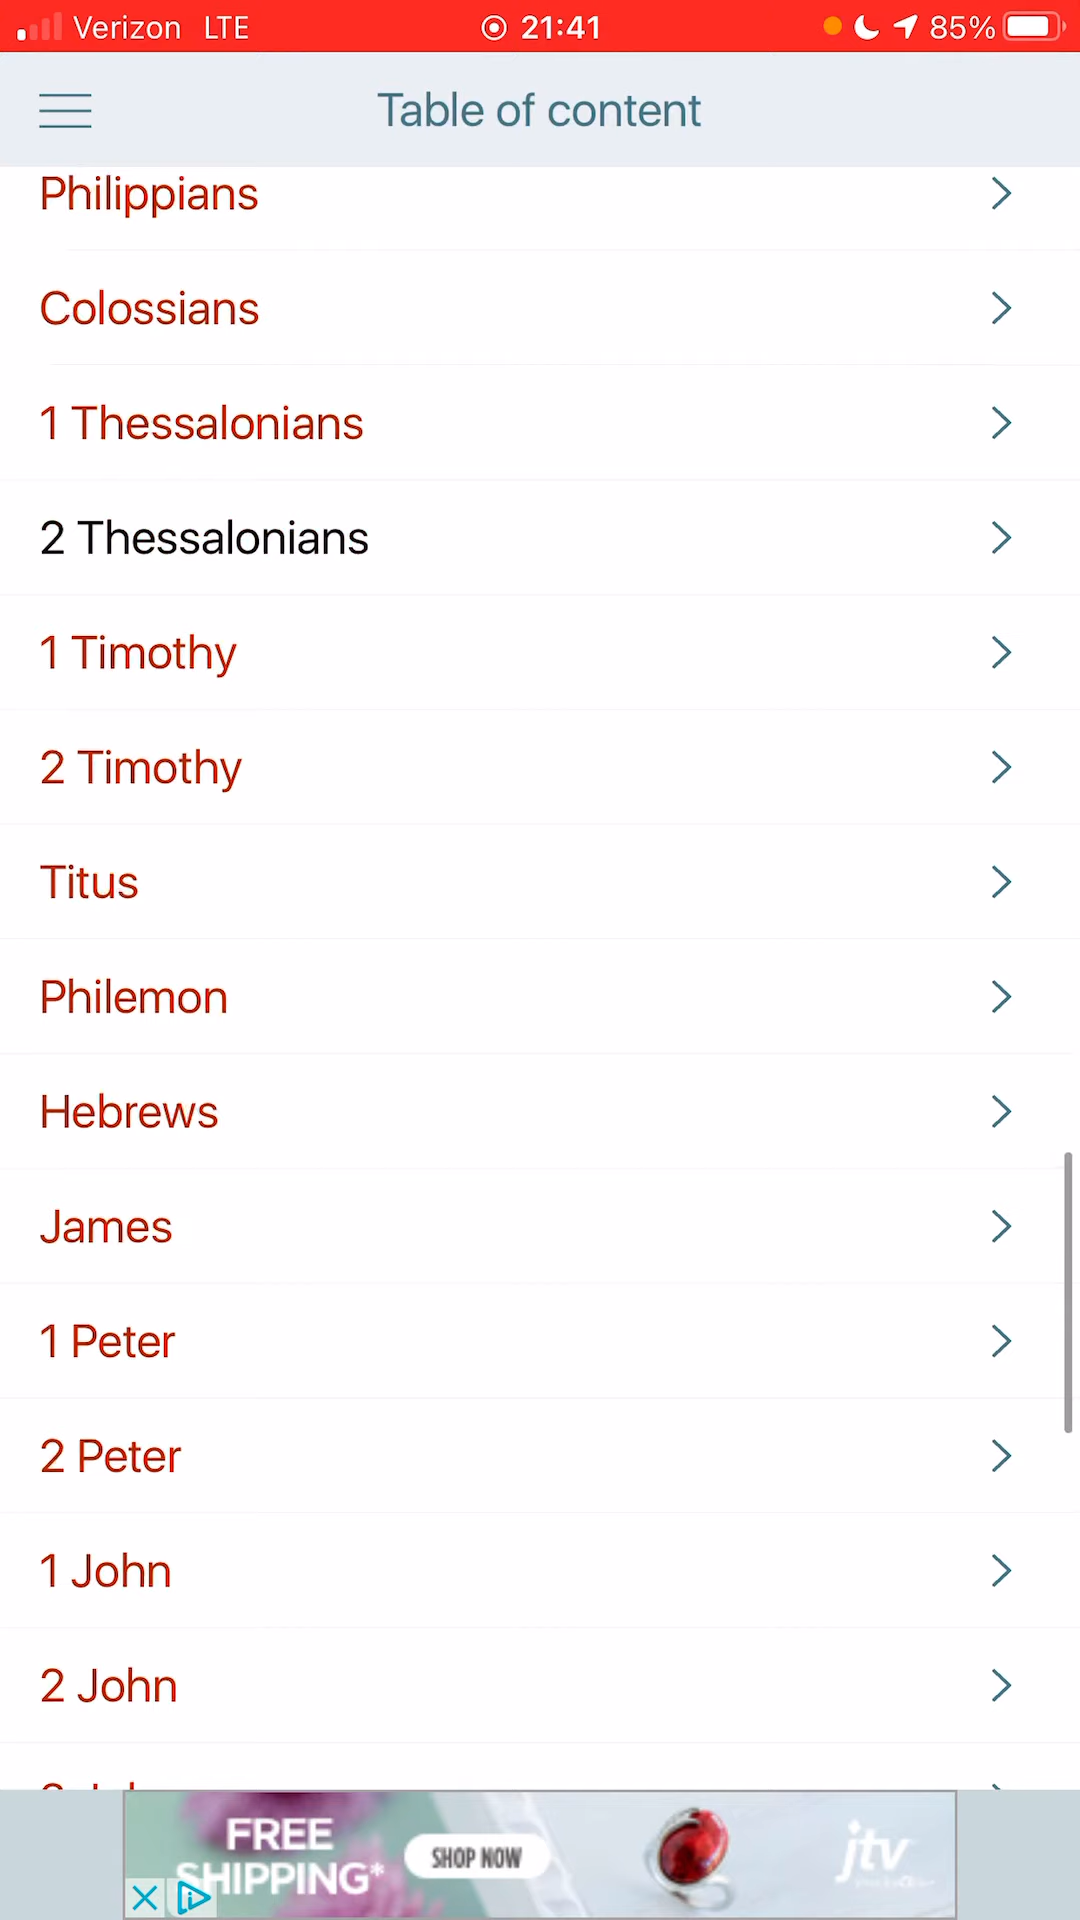 Verizon LTE 21:41 85%
Table of content
Philippians
Colossians
1 Thessalonians
2 Thessalonians
1 Timothy
2 Timothy
Titus
Philemon
Hebrews
James
1 Peter
2 Peter
1 John
2 John
FREE
SHIPPING*
SHOP NOW
jtv